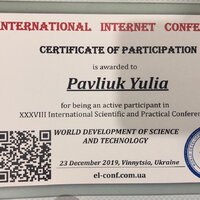 INTERNATIONAL INTERNET CONFE
CERTIFICATE OF PARTICIPATION
is awarded to
Pavliuk Yulia
for being an active participant in
XXXVIII International Scientific and Practical Conferen
WORLD DEVELOPMENT OF SCIENCE
AND TECHNOLOGY
23 December 2019, Vinnytsia, Ukraine
el-conf.com.ua